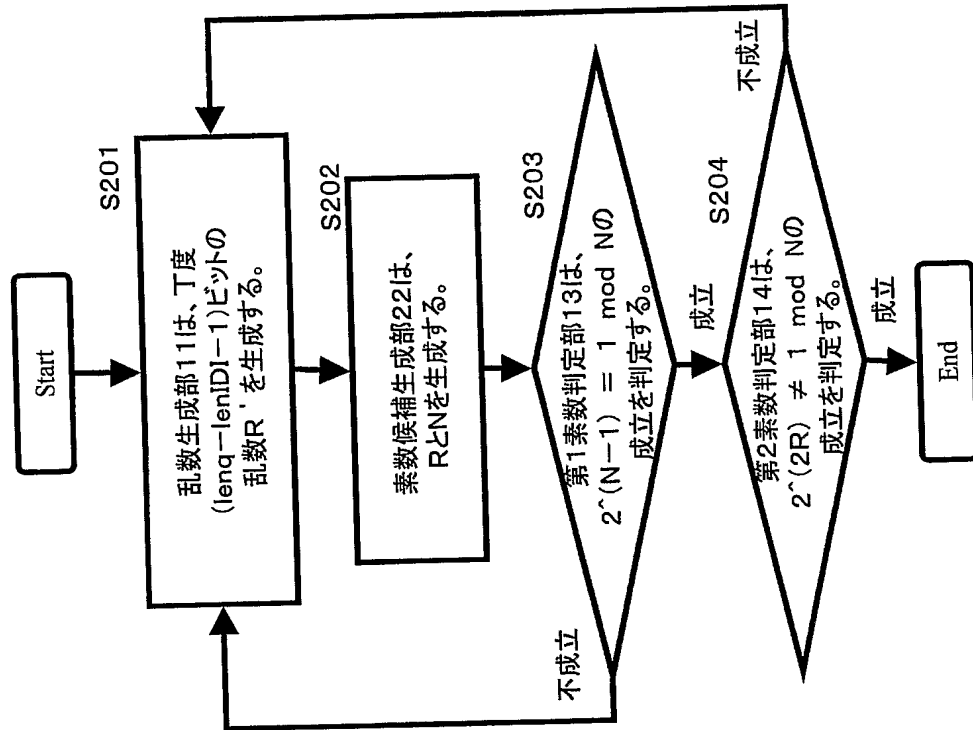 Start
S201
乱数生成部11は、丁度
(lenq－lenIDI－1)ビットの
乱数R'を生成する。
S202
素数候補生成部22は、
RとNを生成する。
S203
第1素数判定部13は、
2^(N－1) = 1 mod Nの
成立を判定する。
不成立
成立
S204
第2素数判定部14は、
2^(2R) ≠ 1 mod Nの
成立を判定する。
不成立
成立
End